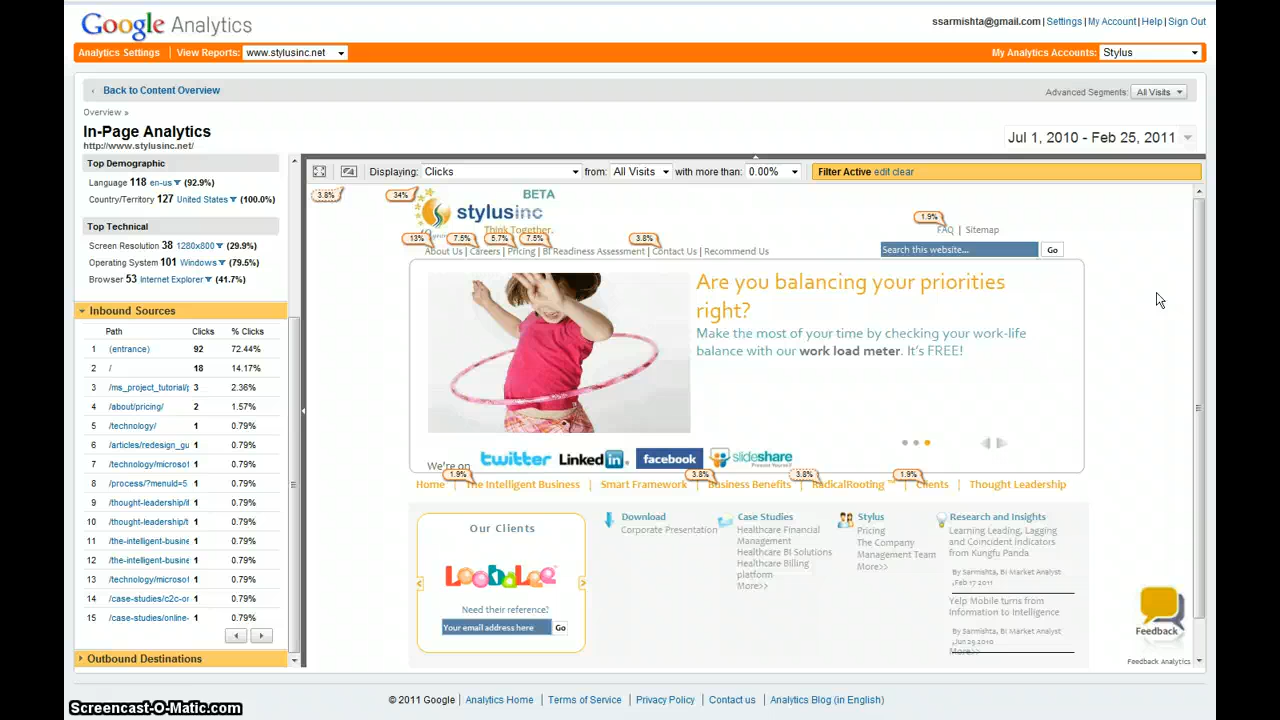 Google Analytics
ssarmishta@gmail.com | Settings | My Account | Help | Sign Out
Analytics Settings | View Reports: www.stylusinc.net
My Analytics Accounts: Stylus
‹ Back to Content Overview
Advanced Segments: All Visits
Overview »
In-Page Analytics
http://www.stylusinc.net/
Jul 1, 2010 - Feb 25, 2011
Top Demographic
Language 118 en-us (92.9%)
Country/Territory 127 United States (100.0%)
Top Technical
Screen Resolution 38 1280x800 (29.9%)
Operating System 101 Windows (79.5%)
Browser 53 Internet Explorer (41.7%)
Inbound Sources
Path Clicks % Clicks
1 (entrance) 92 72.44%
2 / 18 14.17%
3 /ms_project_tutorial/ 3 2.36%
4 /about/pricing/ 2 1.57%
5 /technology/ 1 0.79%
6 /articles/redesign_gu 1 0.79%
7 /technology/microsof 1 0.79%
8 /process/?menuId=5 1 0.79%
9 /thought-leadership/i 1 0.79%
10 /thought-leadership/t 1 0.79%
11 /the-intelligent-busine 1 0.79%
12 /the-intelligent-busine 1 0.79%
13 /technology/microsof 1 0.79%
14 /case-studies/c2c-or 1 0.79%
15 /case-studies/online- 1 0.79%
Outbound Destinations
Displaying: Clicks from: All Visits with more than: 0.00%
Filter Active edit clear
3.8% 34%
BETA
stylusinc
Think Together.
1.9%
FAQ | Sitemap
13% 7.5% 5.7% 7.5% 3.8%
About Us | Careers | Pricing | BI Readiness Assessment | Contact Us | Recommend Us
Search this website... Go
Are you balancing your priorities
right?
Make the most of your time by checking your work-life
balance with our work load meter. It's FREE!
We're on twitter Linked in. facebook slideshare
Present Yourself
1.9% 3.8% 3.8% 1.9%
Home | The Intelligent Business | Smart Framework | Business Benefits | RadicalRooting ™ | Clients | Thought Leadership
Our Clients
LoobaLee
Need their reference?
Your email address here Go
Download
Corporate Presentation
Case Studies
Healthcare Financial
Management
Healthcare BI Solutions
Healthcare Billing
platform
More>>
Stylus
Pricing
The Company
Management Team
More>>
Research and Insights
Learning Leading, Lagging
and Coincident Indicators
from Kungfu Panda
By Sarmishta, BI Market Analyst
,Feb 17 2011
Yelp Mobile turns from
Information to Intelligence
By Sarmishta, BI Market Analyst
,Jun 29 2010
More>>
Feedback
Feedback Analytics
© 2011 Google | Analytics Home | Terms of Service | Privacy Policy | Contact us | Analytics Blog (in English)
Screencast-O-Matic.com